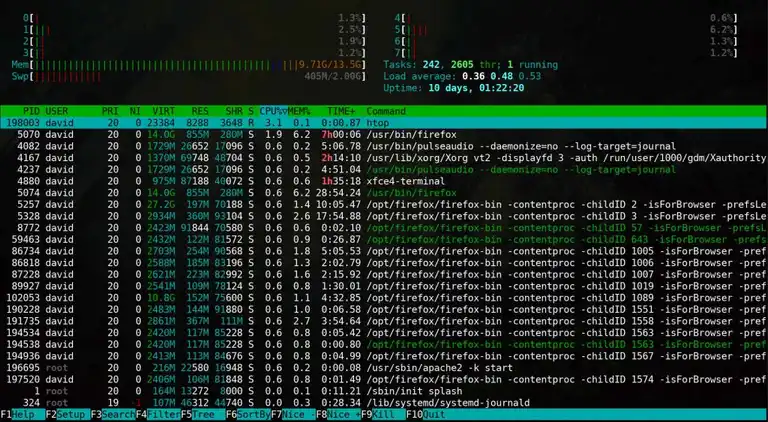 0[ 1.3%] 4[ 0.6%]
1[ 2.5%] 5[ 6.2%]
2[ 1.9%] 6[ 1.3%]
3[ 1.2%] 7[ 1.2%]
Mem[ 9.71G/13.5G] Tasks: 242, 2605 thr; 1 running
Swp[ 405M/2.00G] Load average: 0.36 0.48 0.53
Uptime: 10 days, 01:22:20
PID USER PRI NI VIRT RES SHR S CPU%▽MEM% TIME+ Command
198003 david 20 0 23384 8288 3648 R 3.1 0.1 0:00.87 htop
5070 david 20 0 14.0G 855M 280M S 1.9 6.2 7h00:06 /usr/bin/firefox
4082 david 20 0 1729M 26652 17096 S 0.6 0.2 5:06.78 /usr/bin/pulseaudio --daemonize=no --log-target=journal
4167 david 20 0 1370M 69748 48704 S 0.6 0.5 2h14:10 /usr/lib/xorg/Xorg vt2 -displayfd 3 -auth /run/user/1000/gdm/Xauthority
4237 david 20 0 1729M 26652 17096 S 0.6 0.2 4:51.04 /usr/bin/pulseaudio --daemonize=no --log-target=journal
4880 david 20 0 975M 87188 40072 S 0.6 0.6 1h35:18 xfce4-terminal
5074 david 20 0 14.0G 855M 280M S 0.6 6.2 28:54.24 /usr/bin/firefox
5257 david 20 0 27.2G 197M 70188 S 0.6 1.4 10:05.47 /opt/firefox/firefox-bin -contentproc -childID 2 -isForBrowser -prefsLe
5328 david 20 0 2934M 360M 93104 S 0.6 2.6 17:54.88 /opt/firefox/firefox-bin -contentproc -childID 3 -isForBrowser -prefsLe
8772 david 20 0 2423M 91844 70580 S 0.6 0.6 0:02.10 /opt/firefox/firefox-bin -contentproc -childID 57 -isForBrowser -prefsL
59463 david 20 0 2432M 122M 81572 S 0.6 0.9 0:26.87 /opt/firefox/firefox-bin -contentproc -childID 643 -isForBrowser -prefs
86734 david 20 0 2703M 254M 90568 S 0.6 1.8 5:05.53 /opt/firefox/firefox-bin -contentproc -childID 1005 -isForBrowser -pref
86818 david 20 0 2588M 185M 83196 S 0.6 1.3 2:02.79 /opt/firefox/firefox-bin -contentproc -childID 1006 -isForBrowser -pref
87228 david 20 0 2621M 223M 82992 S 0.6 1.6 2:15.92 /opt/firefox/firefox-bin -contentproc -childID 1007 -isForBrowser -pref
89927 david 20 0 2541M 109M 78124 S 0.6 0.8 1:30.01 /opt/firefox/firefox-bin -contentproc -childID 1019 -isForBrowser -pref
102053 david 20 0 10.8G 152M 75600 S 0.6 1.1 4:32.85 /opt/firefox/firefox-bin -contentproc -childID 1089 -isForBrowser -pref
190228 david 20 0 2483M 144M 91880 S 0.6 1.0 0:06.58 /opt/firefox/firefox-bin -contentproc -childID 1551 -isForBrowser -pref
191735 david 20 0 2861M 367M 111M S 0.6 2.7 3:54.64 /opt/firefox/firefox-bin -contentproc -childID 1558 -isForBrowser -pref
194534 david 20 0 2420M 117M 85228 S 0.6 0.8 0:05.42 /opt/firefox/firefox-bin -contentproc -childID 1563 -isForBrowser -pref
194538 david 20 0 2420M 117M 85228 S 0.6 0.8 0:00.80 /opt/firefox/firefox-bin -contentproc -childID 1563 -isForBrowser -pref
194936 david 20 0 2413M 113M 84676 S 0.6 0.8 0:04.99 /opt/firefox/firefox-bin -contentproc -childID 1567 -isForBrowser -pref
196695 root 20 0 216M 22580 16948 S 0.6 0.2 0:00.08 /usr/sbin/apache2 -k start
197520 david 20 0 2406M 106M 81848 S 0.6 0.8 0:01.49 /opt/firefox/firefox-bin -contentproc -childID 1574 -isForBrowser -pref
1 root 20 0 164M 13272 8000 S 0.0 0.1 0:11.21 /sbin/init splash
324 root 19 -1 107M 46312 44740 S 0.0 0.3 0:28.34 /lib/systemd/systemd-journald
F1Help F2Setup F3SearchF4FilterF5Tree F6SortByF7Nice -F8Nice +F9Kill F10Quit